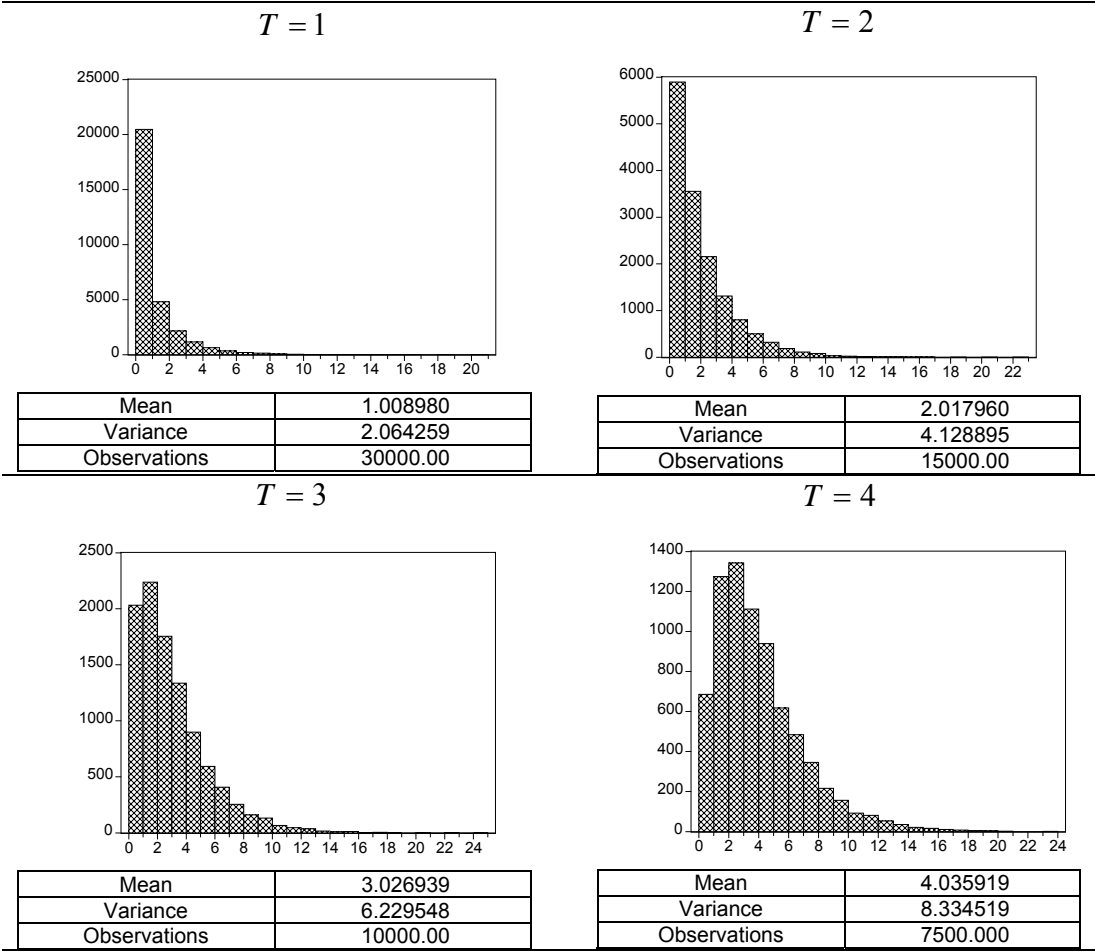 T = 1
25000
20000
15000
10000
5000
0
0 2 4 6 8 10 12 14 16 18 20
Mean 1.008980
Variance 2.064259
Observations 30000.00
T = 2
6000
5000
4000
3000
2000
1000
0
0 2 4 6 8 10 12 14 16 18 20 22
Mean 2.017960
Variance 4.128895
Observations 15000.00
T = 3
2500
2000
1500
1000
500
0
0 2 4 6 8 10 12 14 16 18 20 22 24
Mean 3.026939
Variance 6.229548
Observations 10000.00
T = 4
1400
1200
1000
800
600
400
200
0
0 2 4 6 8 10 12 14 16 18 20 22 24
Mean 4.035919
Variance 8.334519
Observations 7500.000